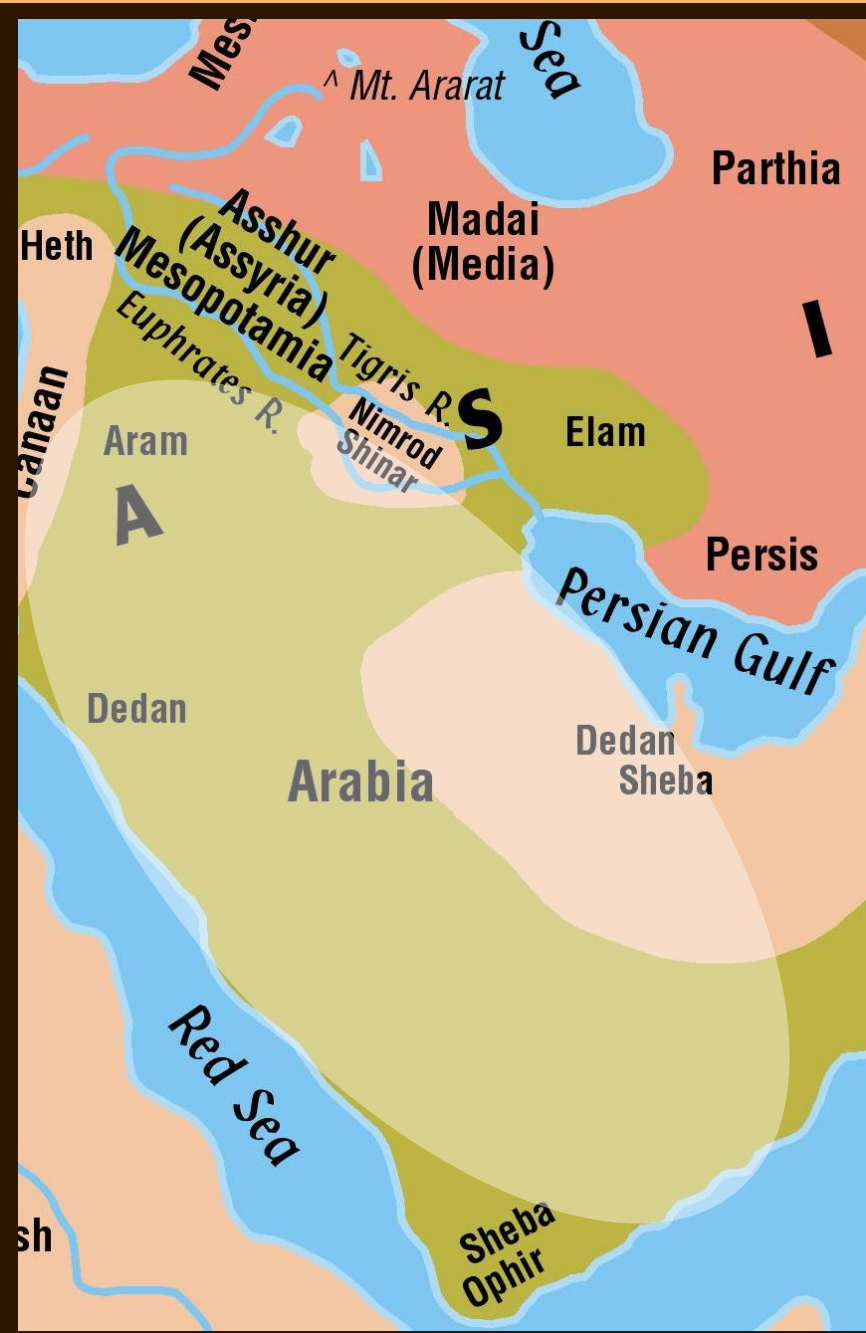 Mes
Sea
^ Mt. Ararat
Parthia
Asshur
(Assyria)
Madai
(Media)
Heth
Mesopotamia
Euphrates R.
Tigris R.
I
S
Canaan
Aram
Nimrod
Shinar
Elam
A
Persis
Persian Gulf
Dedan
Dedan
Sheba
Arabia
Red Sea
sh
Sheba
Ophir